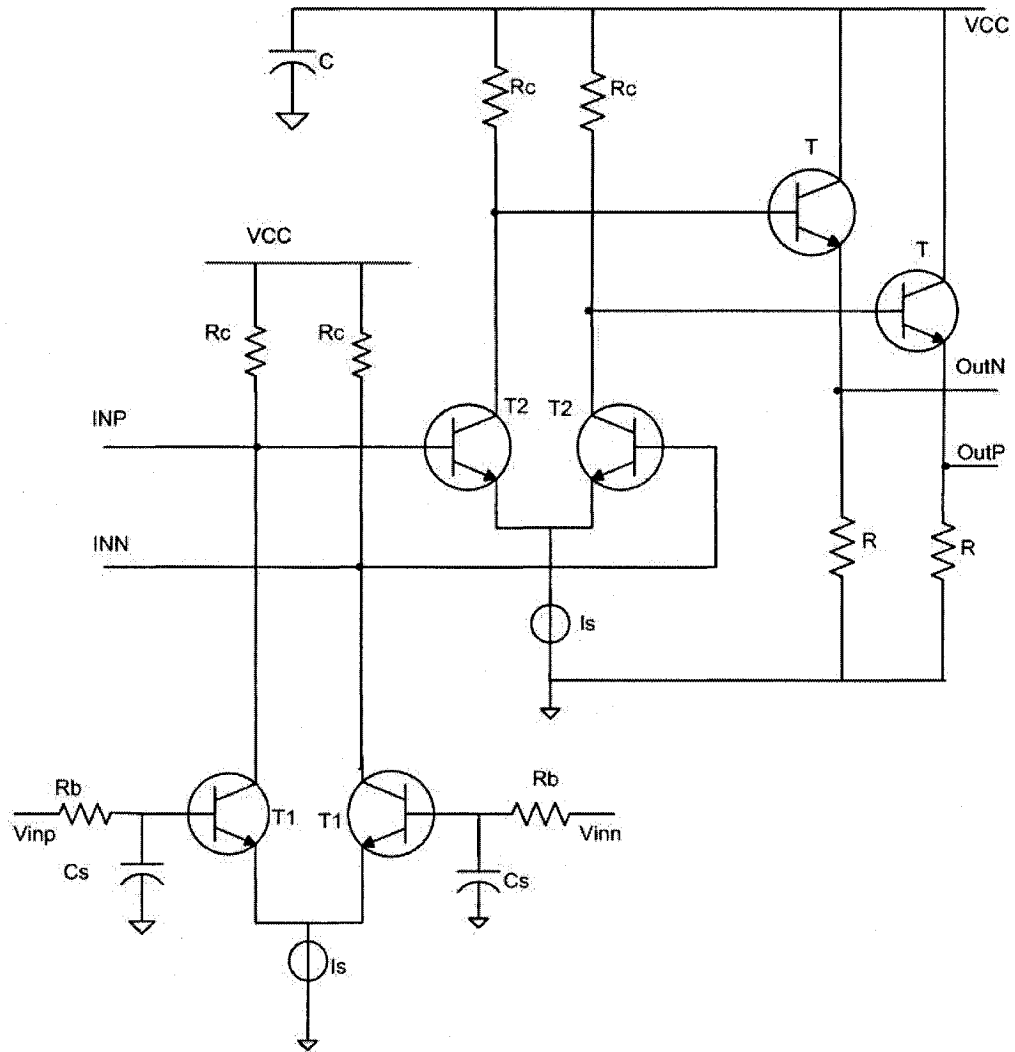 VCC
C
Rc
Rc
T
VCC
T
Rc
Rc
OutN
T2
T2
INP
OutP
INN
R
R
Is
Rb
Rb
T1
T1
Vinp
Vinn
Cs
Cs
Is